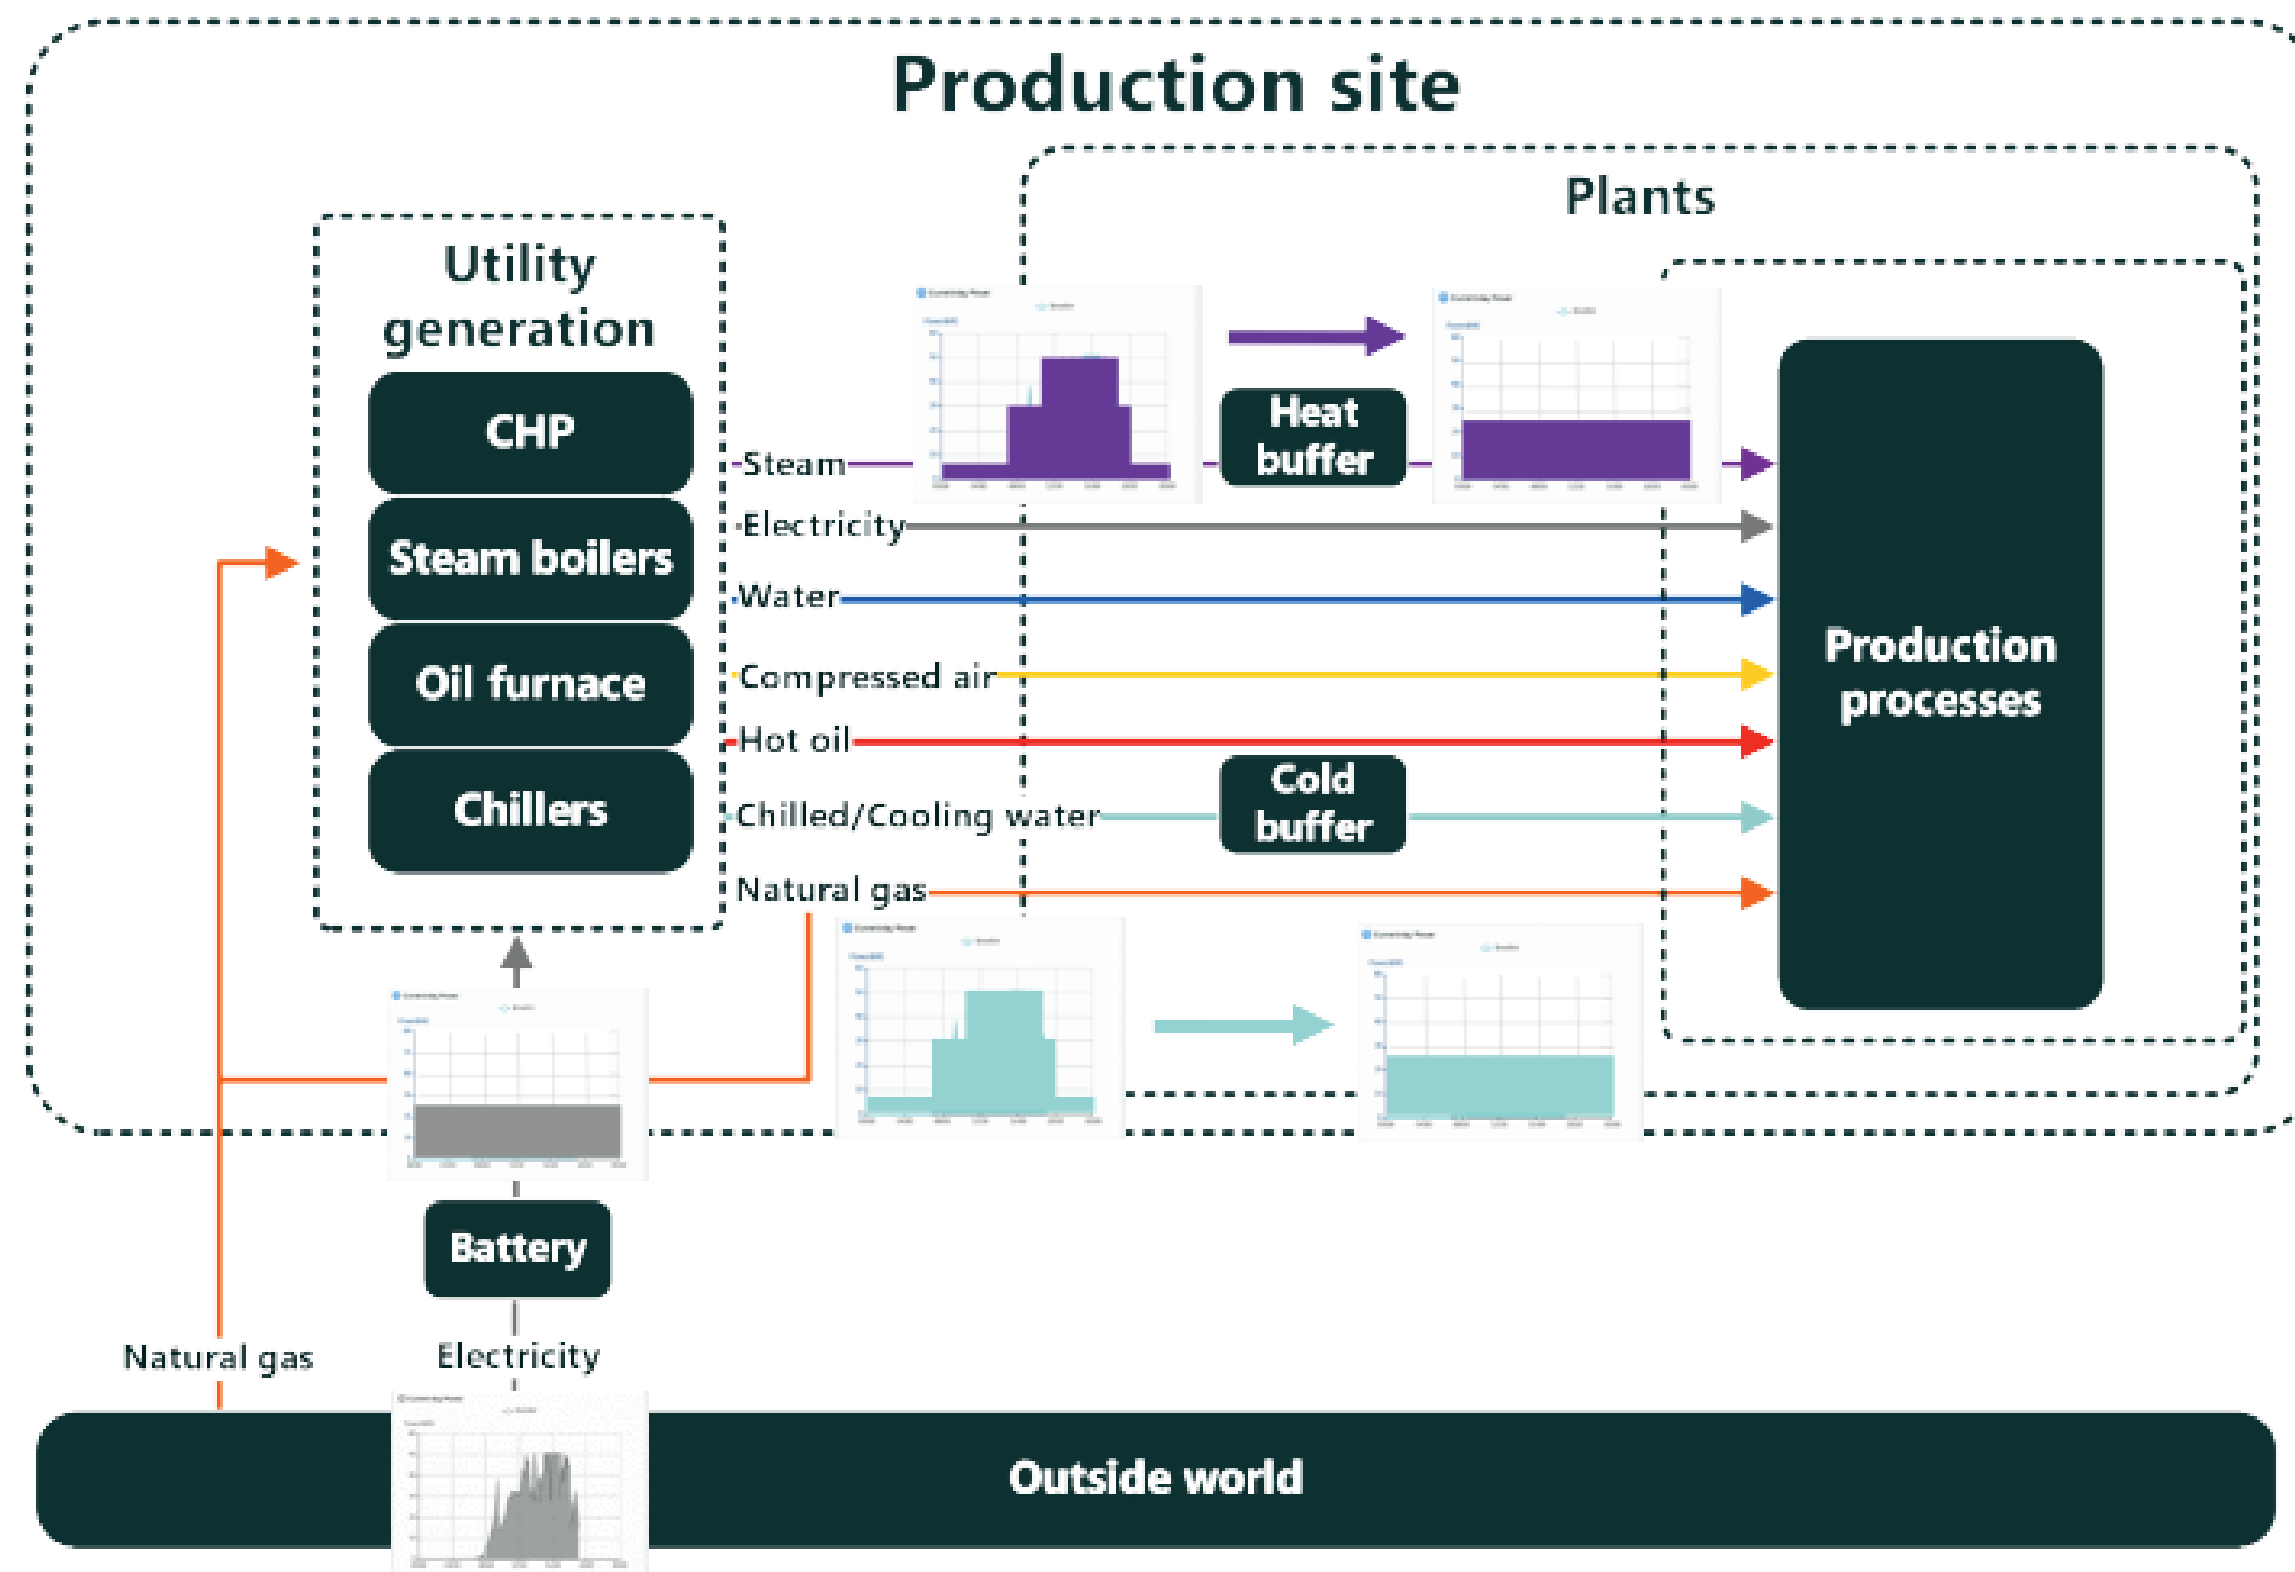 Production site
Plants
Utility
generation
CHP
Steam boilers
Oil furnace
Chillers
Steam
Electricity
Water
Compressed air
Hot oil
Chilled/Cooling water
Natural gas
Heat
buffer
Cold
buffer
Production
processes
Battery
Natural gas
Electricity
Outside world